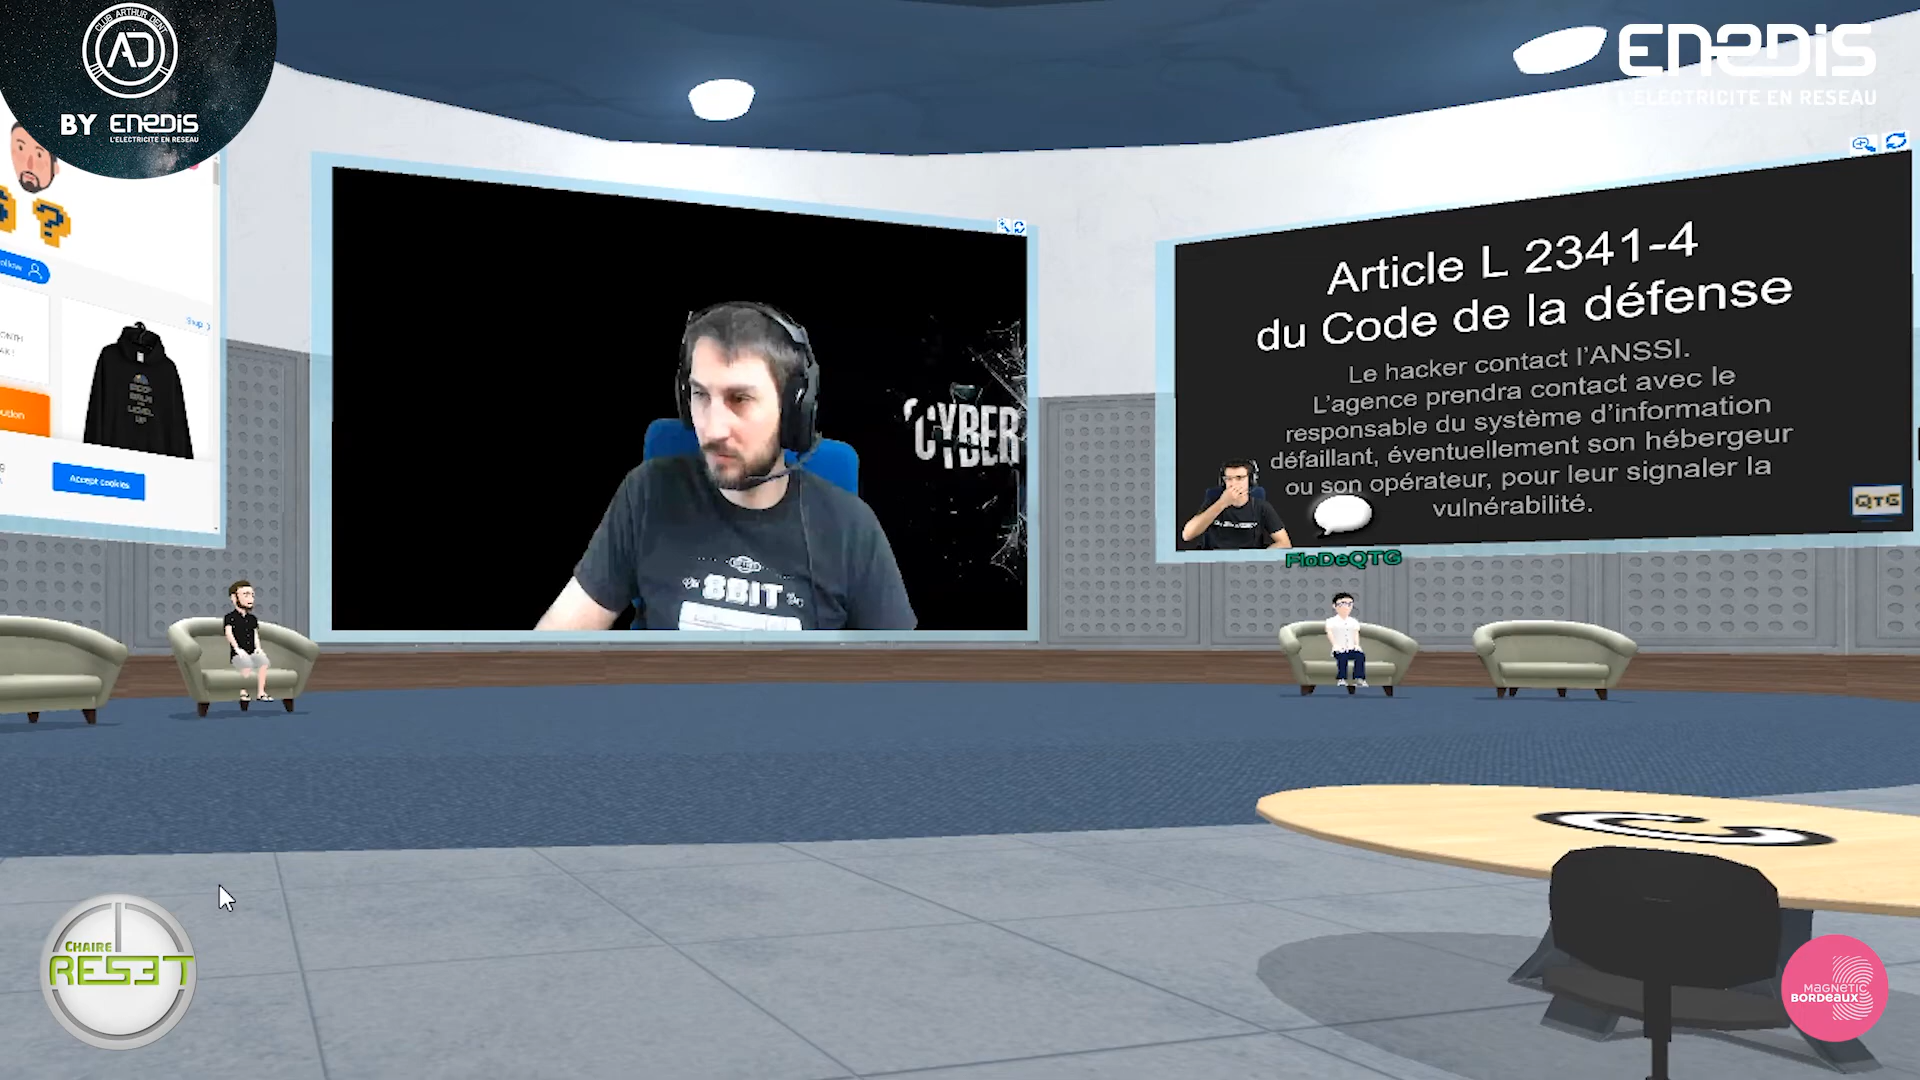 CLUB ARTHUR DENT
AD
BY ENEDIS
L'ELECTRICITE EN RESEAU
ENEDIS
L'ELECTRICITE EN RESEAU
?
ollow
Shop
Accept cookies
CYBER
8BIT
Article L 2341-4
du Code de la défense
Le hacker contact l'ANSSI.
L'agence prendra contact avec le
responsable du système d'information
défaillant, éventuellement son hébergeur
ou son opérateur, pour leur signaler la
vulnérabilité.
QTG
FloDeQTG
CHAIRE
RESET
MAGNETIC
BORDEAUX